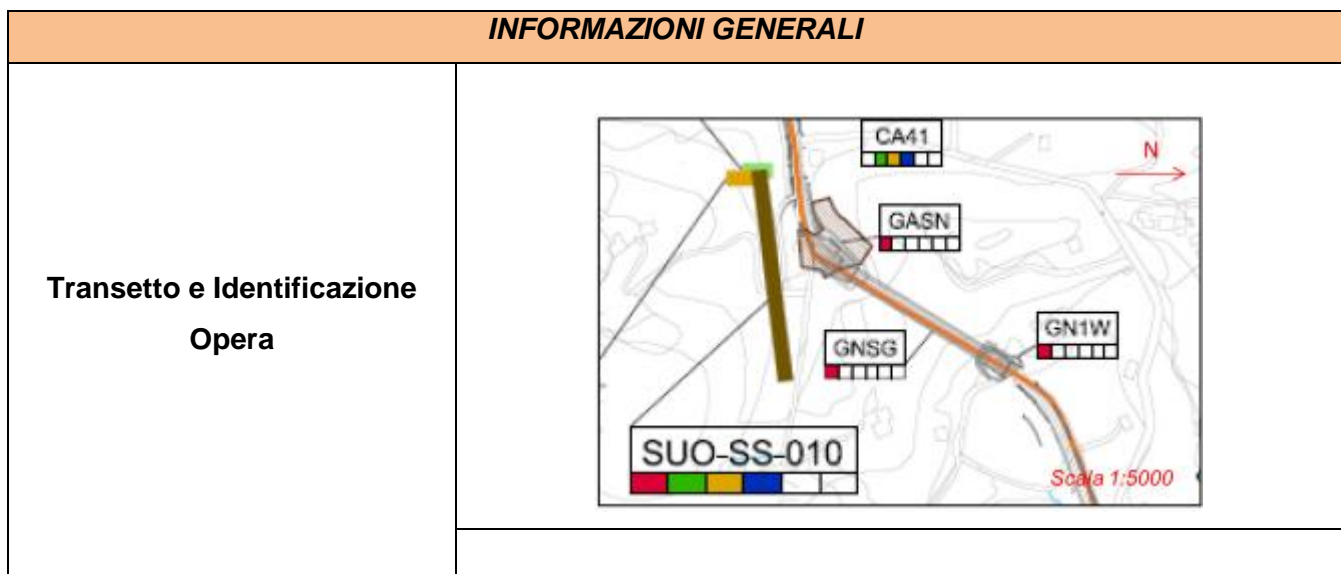 INFORMAZIONI GENERALI
Transetto e Identificazione
Opera
CA41
N
GASN
GN1W
GNSG
SUO-SS-010
Scala 1:5000